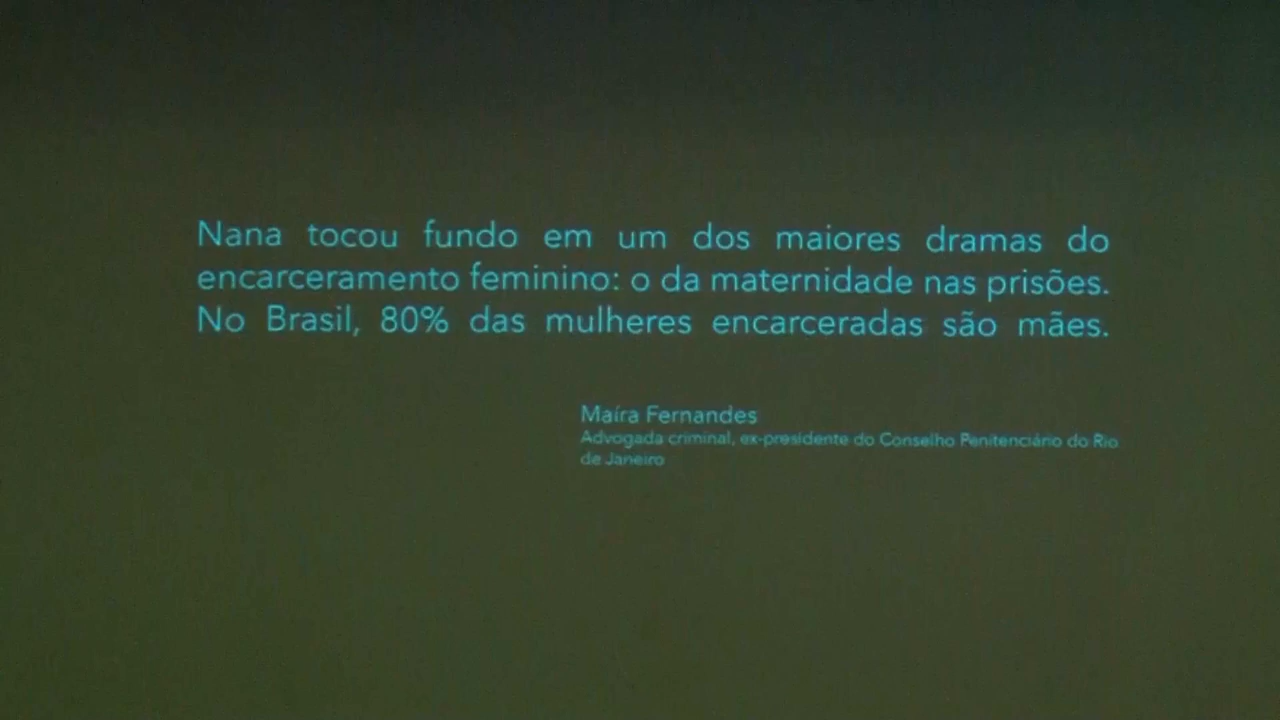 Nana tocou fundo em um dos maiores dramas do
encarceramento feminino: o da maternidade nas prisões.
No Brasil, 80% das mulheres encarceradas são mães.
Maíra Fernandes
Advogada criminal, ex-presidente do Conselho Penitenciário do Rio
de Janeiro